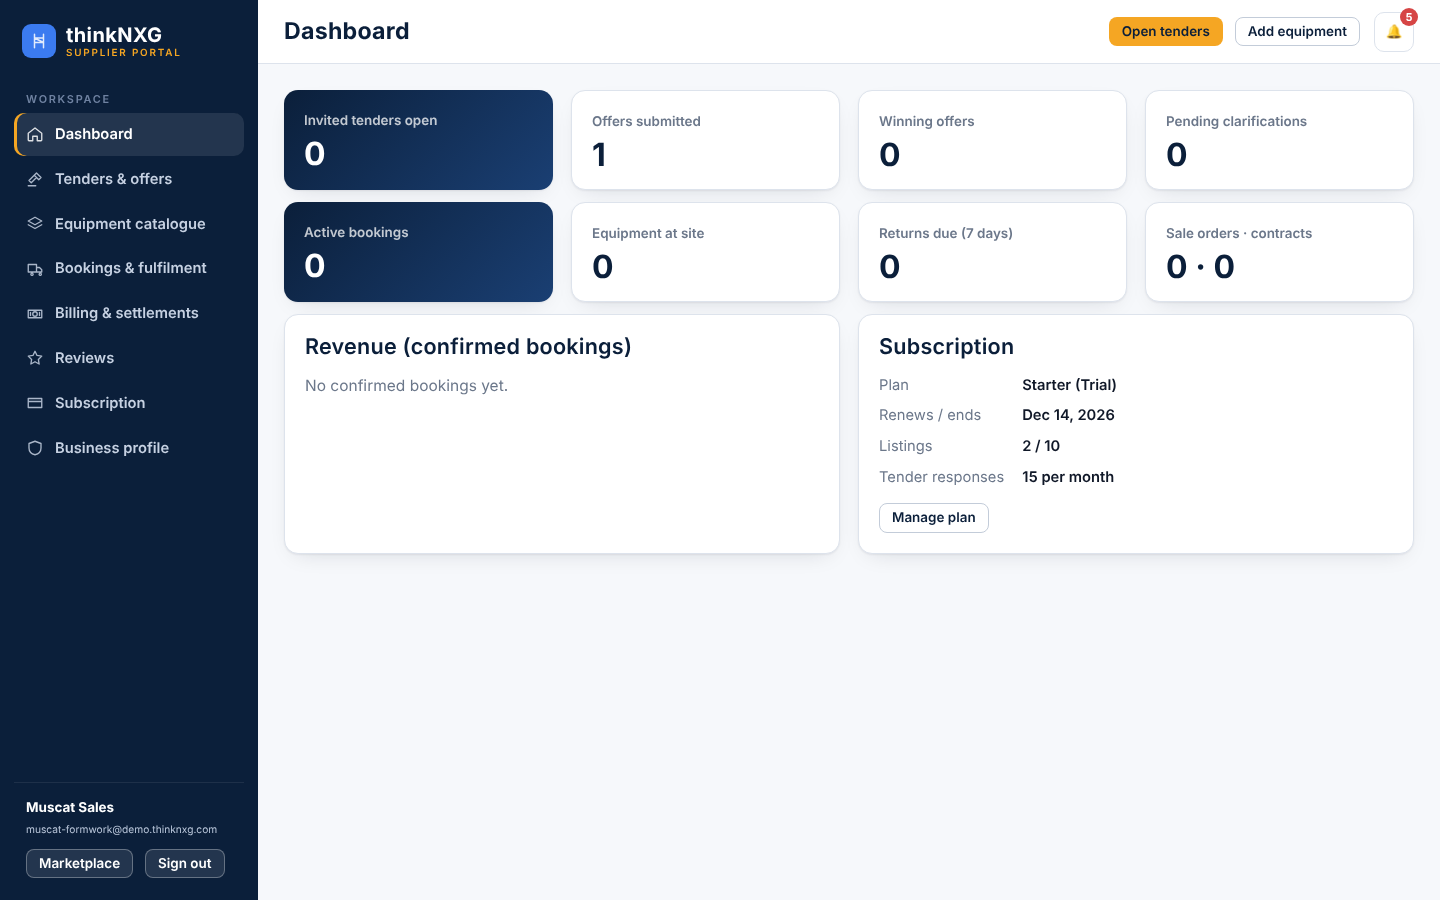 thinkNXG
SUPPLIER PORTAL
WORKSPACE
Dashboard
Tenders & offers
Equipment catalogue
Bookings & fulfilment
Billing & settlements
Reviews
Subscription
Business profile
Muscat Sales
muscat-formwork@demo.thinknxg.com
Marketplace
Sign out
Dashboard
Open tenders
Add equipment
5
Invited tenders open
0
Offers submitted
1
Winning offers
0
Pending clarifications
0
Active bookings
0
Equipment at site
0
Returns due (7 days)
0
Sale orders · contracts
0 · 0
Revenue (confirmed bookings)
No confirmed bookings yet.
Subscription
Plan Starter (Trial)
Renews / ends Dec 14, 2026
Listings 2 / 10
Tender responses 15 per month
Manage plan